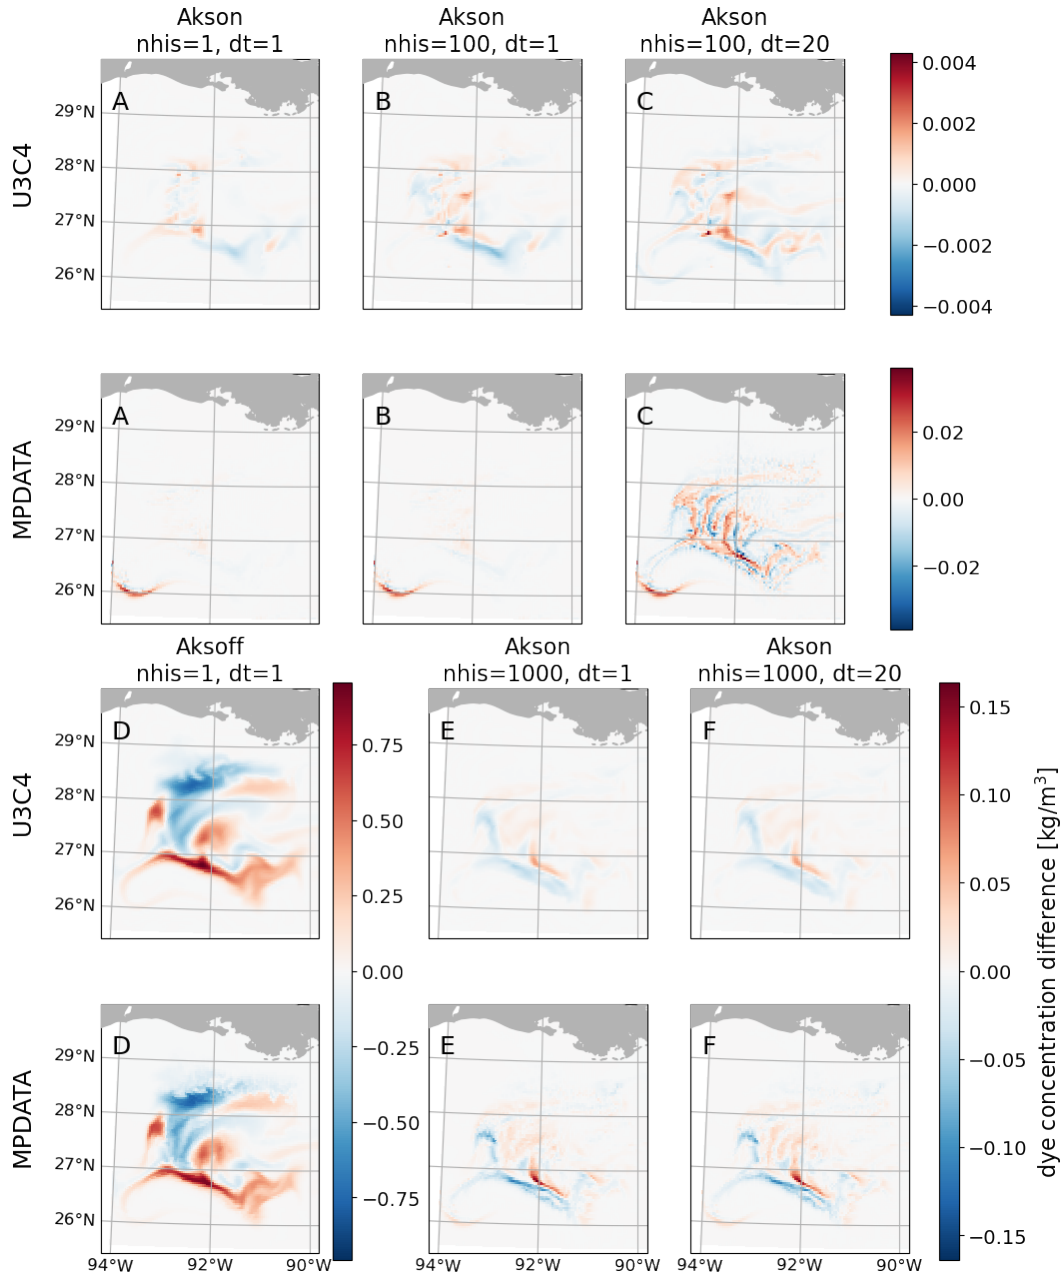 Akson Akson Akson
nhis=1, dt=1 nhis=100, dt=1 nhis=100, dt=20
U3C4
A B C
29°N
28°N
27°N
26°N
0.004
0.002
0.000
−0.002
−0.004
MPDATA
A B C
29°N
28°N
27°N
26°N
0.02
0.00
−0.02
Aksoff Akson Akson
nhis=1, dt=1 nhis=1000, dt=1 nhis=1000, dt=20
U3C4
D E F
29°N
28°N
27°N
26°N
MPDATA
D E F
29°N
28°N
27°N
26°N
94°W 92°W 90°W 94°W 92°W 90°W 94°W 92°W 90°W
0.75
0.50
0.25
0.00
−0.25
−0.50
−0.75
0.15
0.10
0.05
0.00
−0.05
−0.10
−0.15
dye concentration difference [kg/m³]